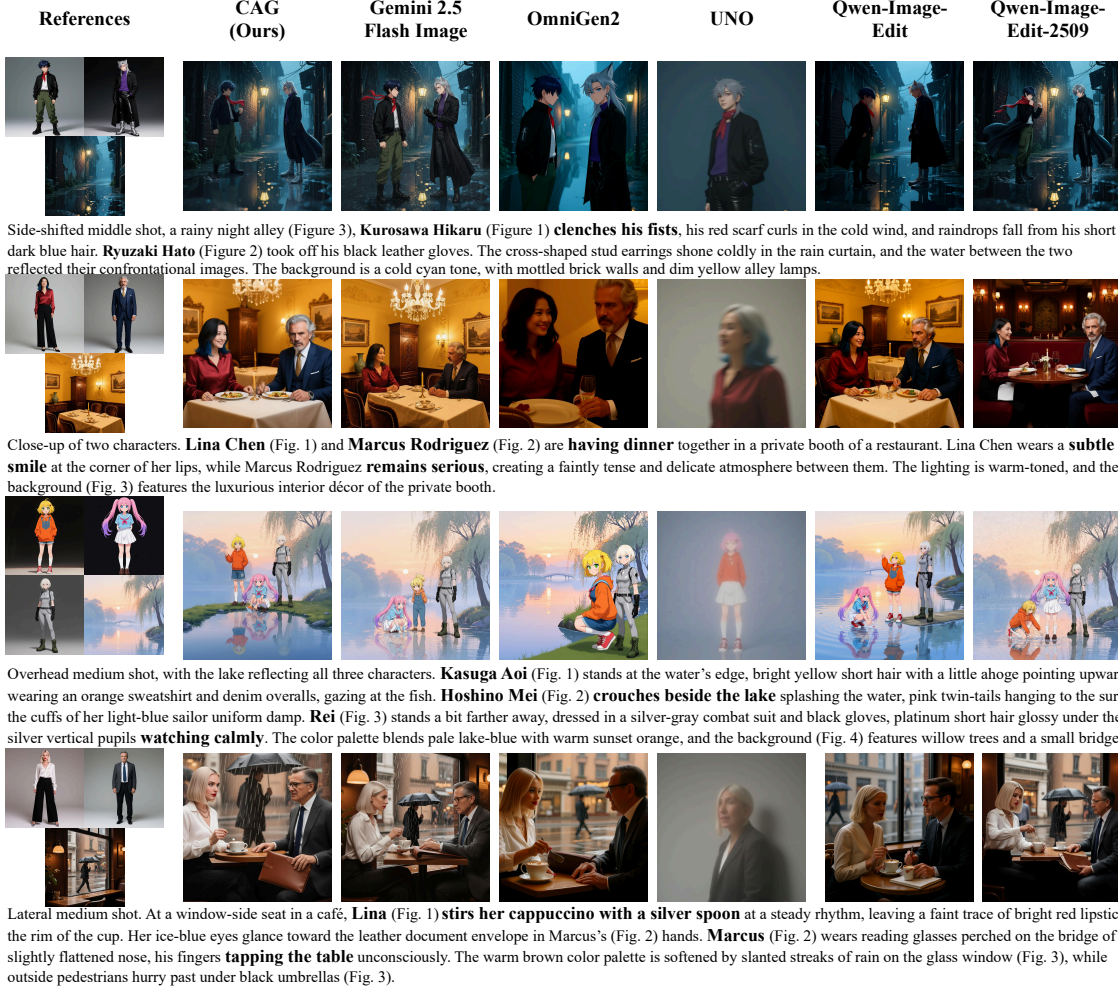 References
CAG
(Ours)
Gemini 2.5
Flash Image
OmniGen2
UNO
Qwen-Image-
Edit
Qwen-Image-
Edit-2509
Side-shifted middle shot, a rainy night alley (Figure 3), Kurosawa Hikaru (Figure 1) clenches his fists, his red scarf curls in the cold wind, and raindrops fall from his short
dark blue hair. Ryuzaki Hato (Figure 2) took off his black leather gloves. The cross-shaped stud earrings shone coldly in the rain curtain, and the water between the two
reflected their confrontational images. The background is a cold cyan tone, with mottled brick walls and dim yellow alley lamps.
Close-up of two characters. Lina Chen (Fig. 1) and Marcus Rodriguez (Fig. 2) are having dinner together in a private booth of a restaurant. Lina Chen wears a subtle
smile at the corner of her lips, while Marcus Rodriguez remains serious, creating a faintly tense and delicate atmosphere between them. The lighting is warm-toned, and the
background (Fig. 3) features the luxurious interior décor of the private booth.
Overhead medium shot, with the lake reflecting all three characters. Kasuga Aoi (Fig. 1) stands at the water's edge, bright yellow short hair with a little ahoge pointing upwar
wearing an orange sweatshirt and denim overalls, gazing at the fish. Hoshino Mei (Fig. 2) crouches beside the lake splashing the water, pink twin-tails hanging to the sur
the cuffs of her light-blue sailor uniform damp. Rei (Fig. 3) stands a bit farther away, dressed in a silver-gray combat suit and black gloves, platinum short hair glossy under the
silver vertical pupils watching calmly. The color palette blends pale lake-blue with warm sunset orange, and the background (Fig. 4) features willow trees and a small bridge
Lateral medium shot. At a window-side seat in a café, Lina (Fig. 1) stirs her cappuccino with a silver spoon at a steady rhythm, leaving a faint trace of bright red lipstic
the rim of the cup. Her ice-blue eyes glance toward the leather document envelope in Marcus's (Fig. 2) hands. Marcus (Fig. 2) wears reading glasses perched on the bridge of
slightly flattened nose, his fingers tapping the table unconsciously. The warm brown color palette is softened by slanted streaks of rain on the glass window (Fig. 3), while
outside pedestrians hurry past under black umbrellas (Fig. 3).